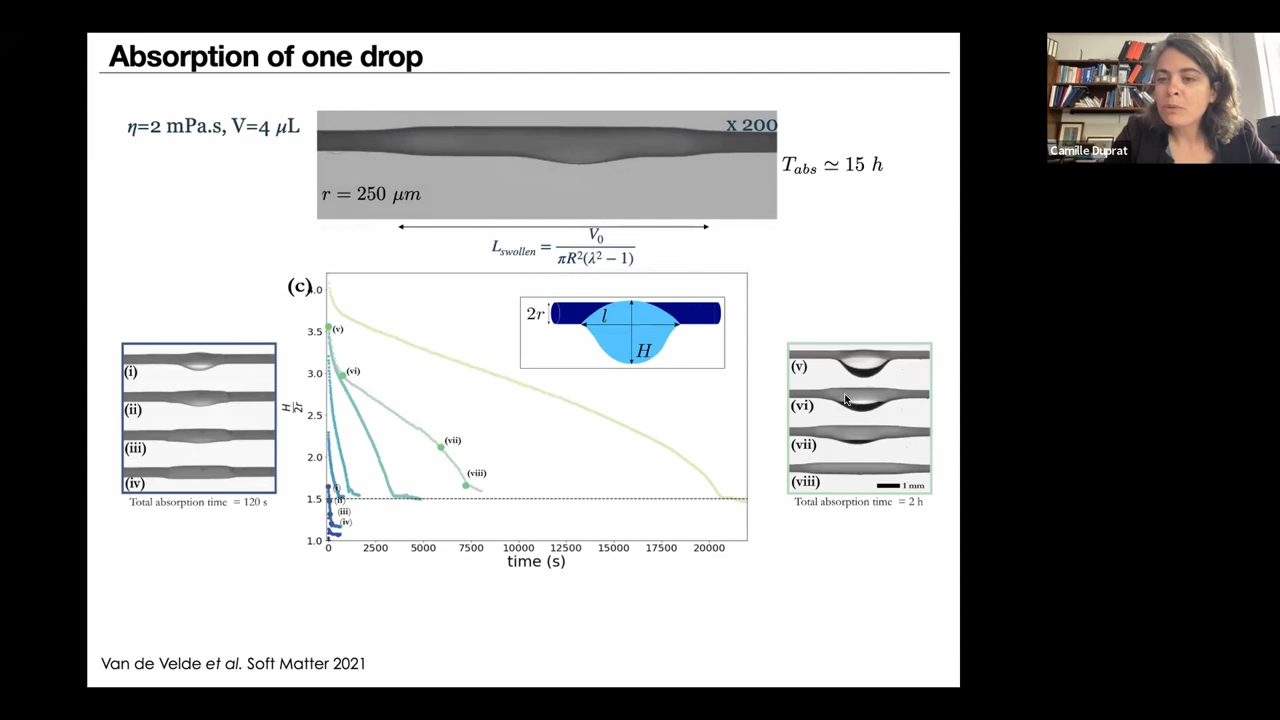 Absorption of one drop
η=2 mPa.s, V=4 μL
x 200
r = 250 μm
T_abs ≃ 15 h
L_swollen = V_0 / πR²(λ² − 1)
(c)
4.0
3.5
3.0
2.5
2.0
1.5
1.0
H/2r
(v)
(vi)
(vii)
(viii)
(i)
(ii)
(iii)
(iv)
2r
l
H
0 2500 5000 7500 10000 12500 15000 17500 20000
time (s)
(i)
(ii)
(iii)
(iv)
Total absorption time = 120 s
(v)
(vi)
(vii)
(viii)
1 mm
Total absorption time = 2 h
Van de Velde et al. Soft Matter 2021
Camille Duprat